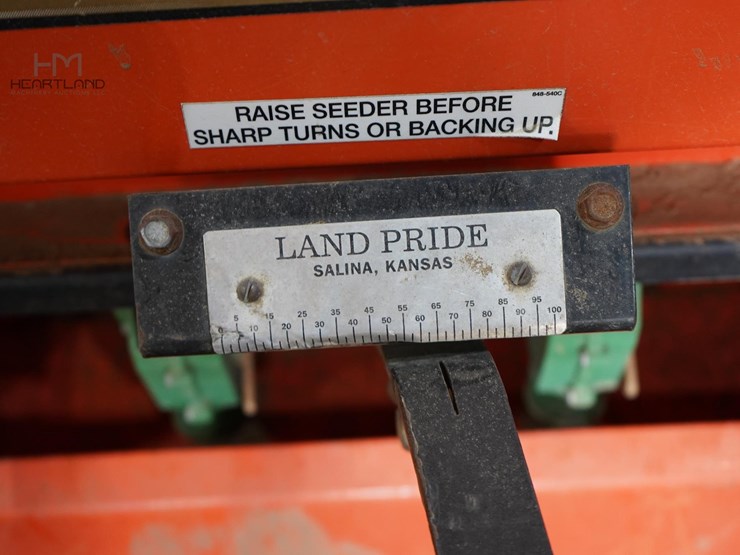 HM
HEARTLAND
848-540C
RAISE SEEDER BEFORE
SHARP TURNS OR BACKING UP.
LAND PRIDE
SALINA, KANSAS
5 15 25 35 45 55 65 75 85 95
0 10 20 30 40 50 60 70 80 90 100